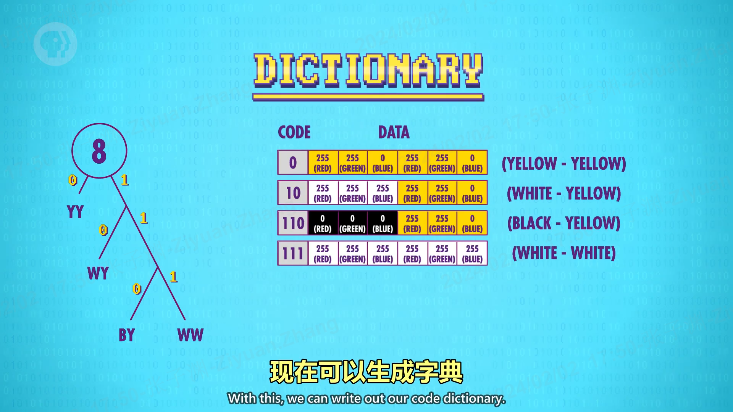 DICTIONARY
CODE DATA
8
0 1
YY
0 1
WY
0 1
BY WW
0 255 (RED) 255 (GREEN) 0 (BLUE) 255 (RED) 255 (GREEN) 0 (BLUE) (YELLOW - YELLOW)
10 255 (RED) 255 (GREEN) 255 (BLUE) 255 (RED) 255 (GREEN) 0 (BLUE) (WHITE - YELLOW)
110 0 (RED) 0 (GREEN) 0 (BLUE) 255 (RED) 255 (GREEN) 0 (BLUE) (BLACK - YELLOW)
111 255 (RED) 255 (GREEN) 255 (BLUE) 255 (RED) 255 (GREEN) 255 (BLUE) (WHITE - WHITE)
现在可以生成字典
With this, we can write out our code dictionary.